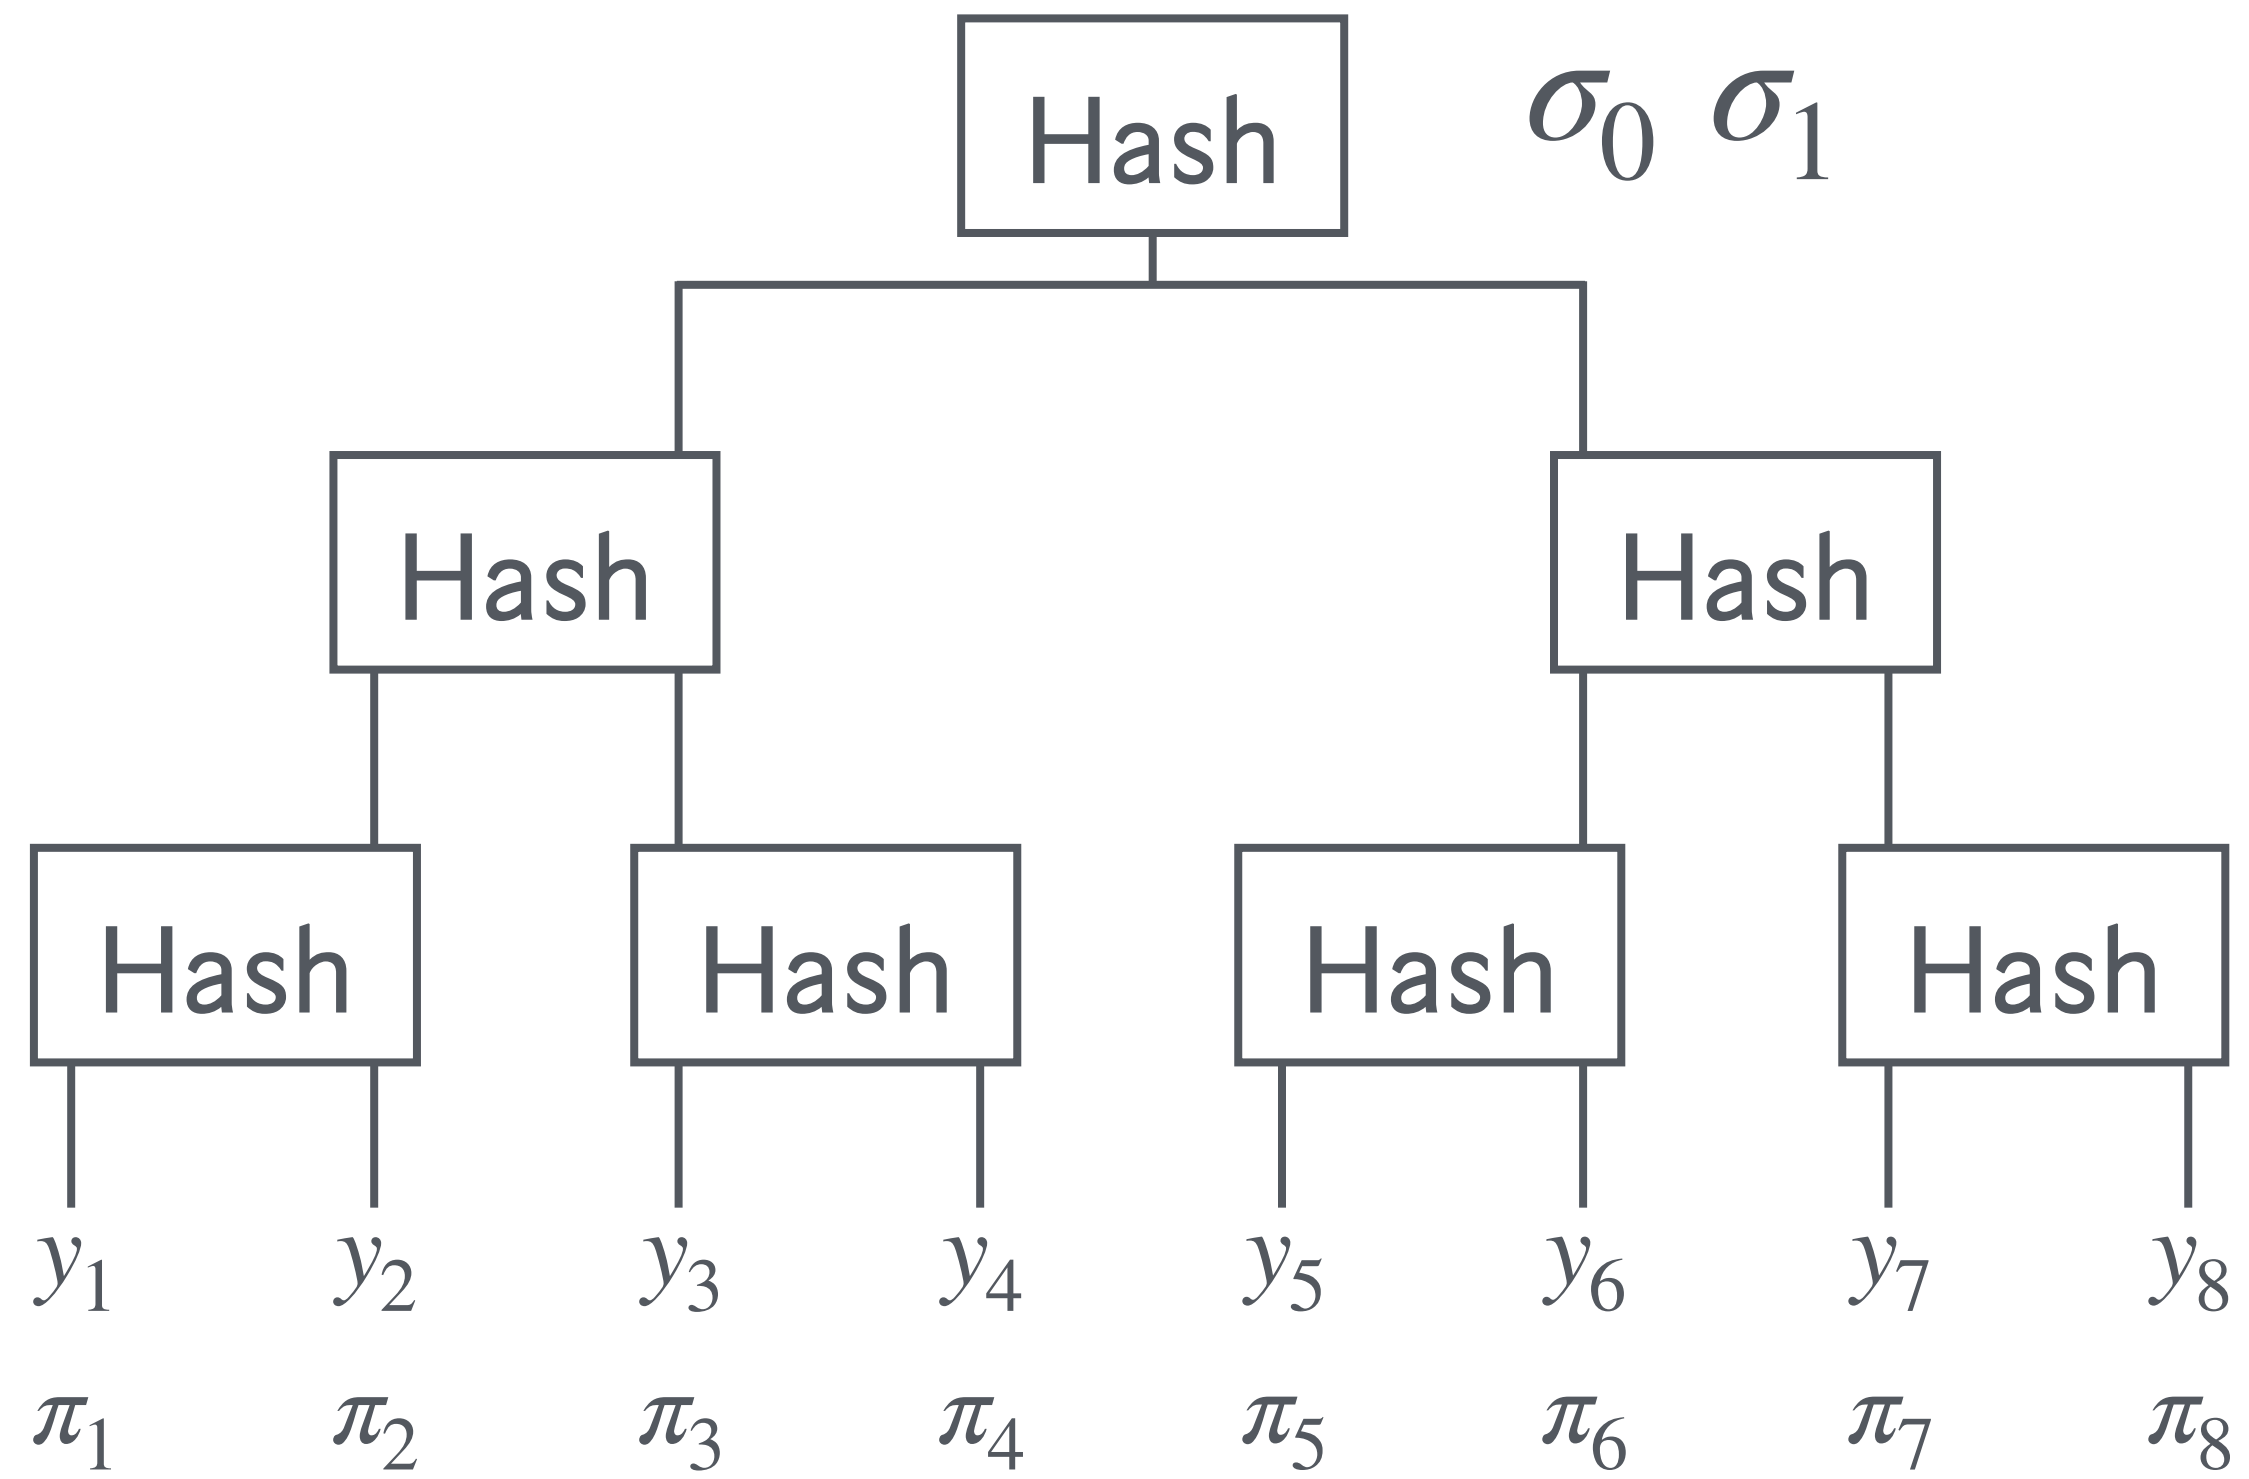 Hash σ₀ σ₁
Hash Hash
Hash Hash Hash Hash
y₁ y₂ y₃ y₄ y₅ y₆ y₇ y₈
π₁ π₂ π₃ π₄ π₅ π₆ π₇ π₈